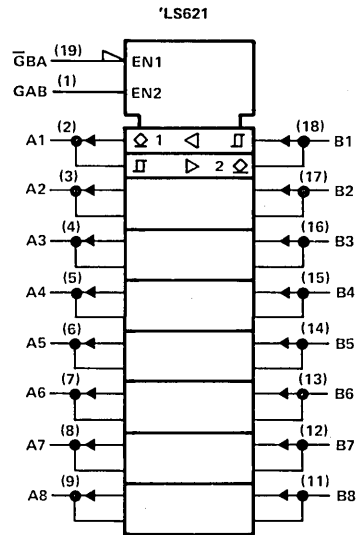 'LS621
G̅BA (19) EN1
GAB (1) EN2
A1 (2) 1 (18) B1
2
A2 (3) (17) B2
A3 (4) (16) B3
A4 (5) (15) B4
A5 (6) (14) B5
A6 (7) (13) B6
A7 (8) (12) B7
A8 (9) (11) B8